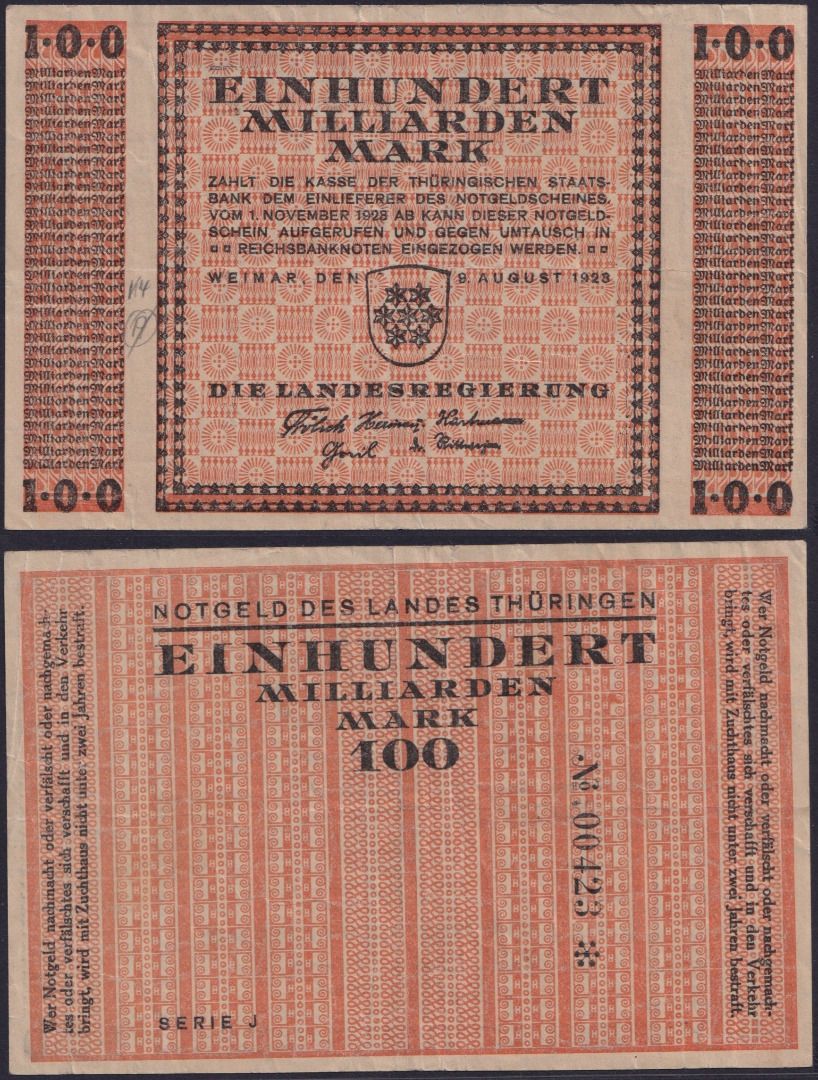 1·0·0
1·0·0
Milliarden Mark
Milliarden Mark
EINHUNDERT
MILLIARDEN
MARK
ZAHLT DIE KASSE DER THÜRINGISCHEN STAATS-
BANK DEM EINLIEFERER DES NOTGELDSCHEINES.
VOM 1. NOVEMBER 1923 AB KANN DIESER NOTGELD-
SCHEIN AUFGERUFEN UND GEGEN UMTAUSCH IN
REICHSBANKNOTEN EINGEZOGEN WERDEN.
WEIMAR, DEN 9. AUGUST 1923
DIE LANDESREGIERUNG
Frölich Hermann Hartmann
1·0·0
1·0·0
NOTGELD DES LANDES THÜRINGEN
EINHUNDERT
MILLIARDEN
MARK
100
№ 00423
SERIE J
Wer Notgeld nachmacht oder verfälscht oder nachgemach-
tes oder verfälschtes sich verschafft und in den Verkehr
bringt, wird mit Zuchthaus nicht unter zwei Jahren bestraft.
Wer Notgeld nachmacht oder verfälscht oder nachgemach-
tes oder verfälschtes sich verschafft und in den Verkehr
bringt, wird mit Zuchthaus nicht unter zwei Jahren bestraft.